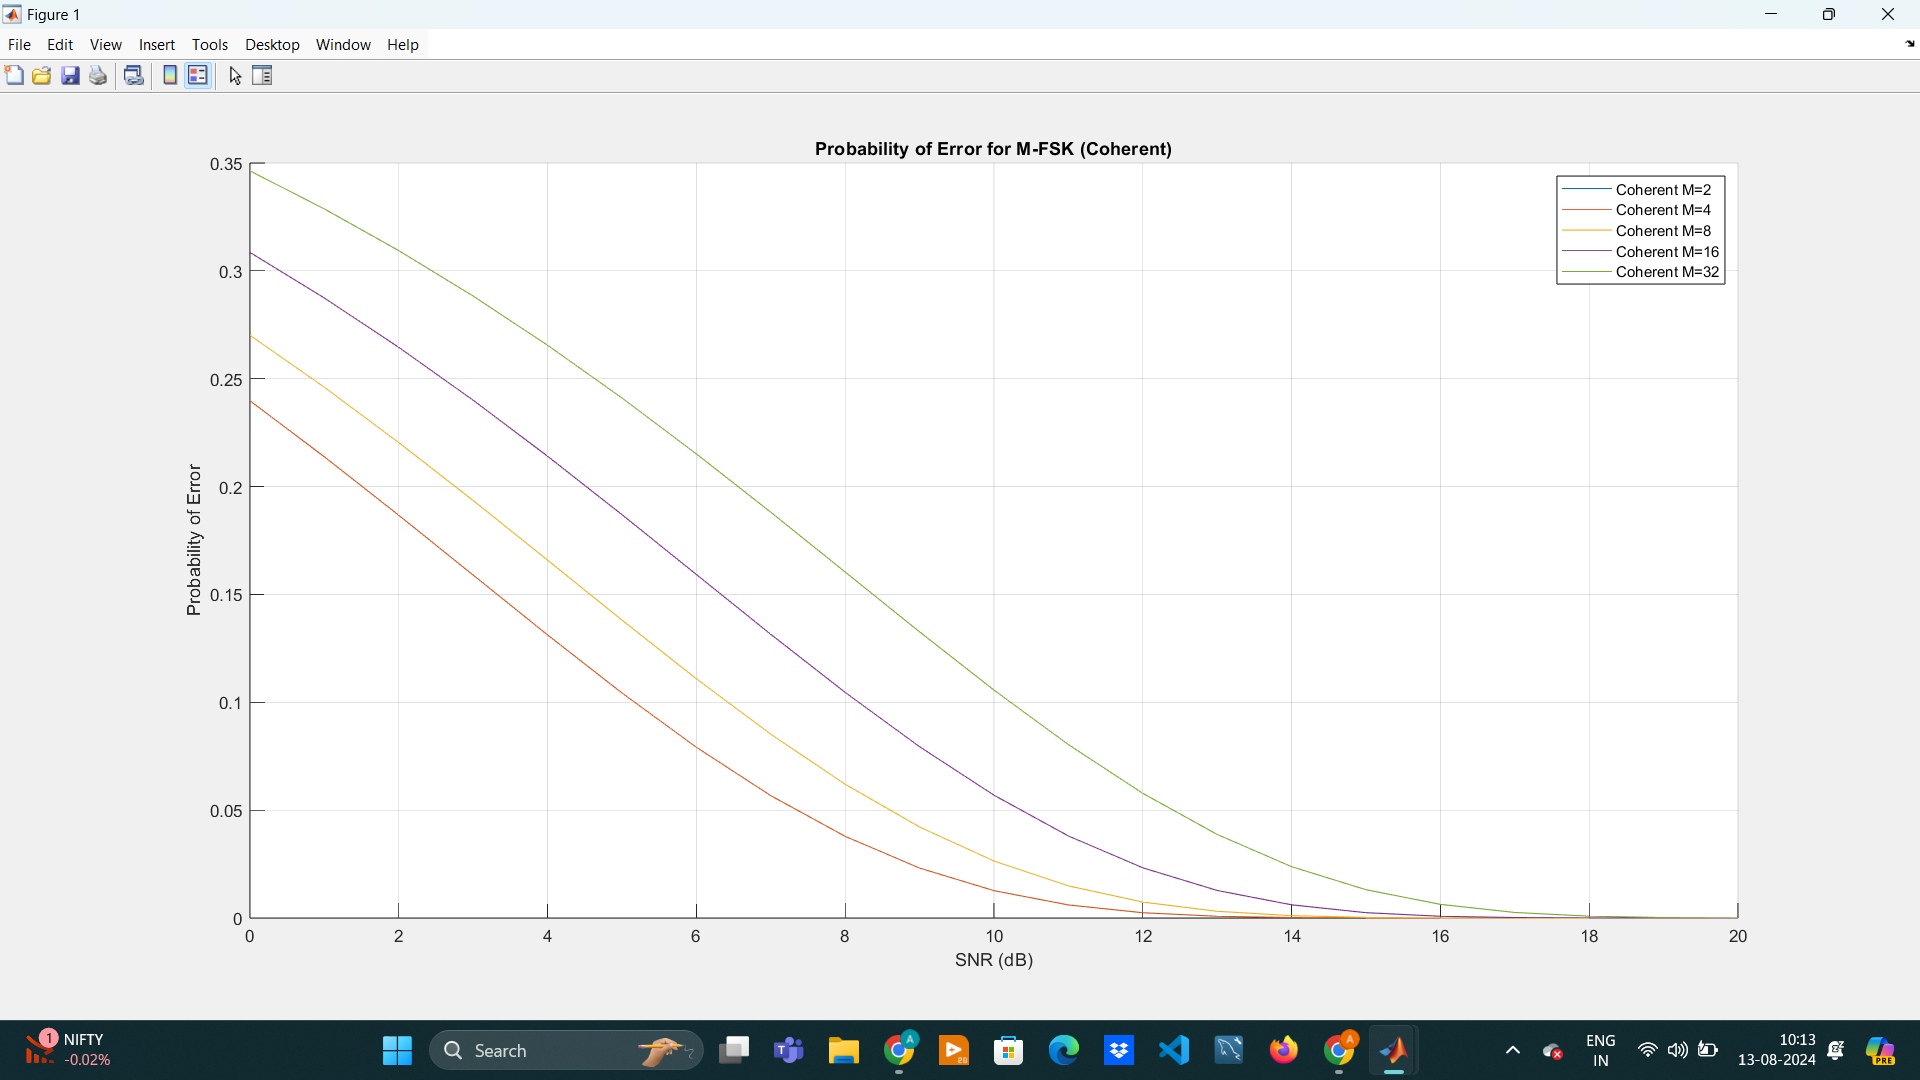 Figure 1
File Edit View Insert Tools Desktop Window Help
Probability of Error for M-FSK (Coherent)
0.35
0.3
0.25
0.2
0.15
0.1
0.05
0
Probability of Error
Coherent M=2
Coherent M=4
Coherent M=8
Coherent M=16
Coherent M=32
0 2 4 6 8 10 12 14 16 18 20
SNR (dB)
1
NIFTY
-0.02%
Search
T
A
20
A
ENG
IN
10:13
13-08-2024
PRE